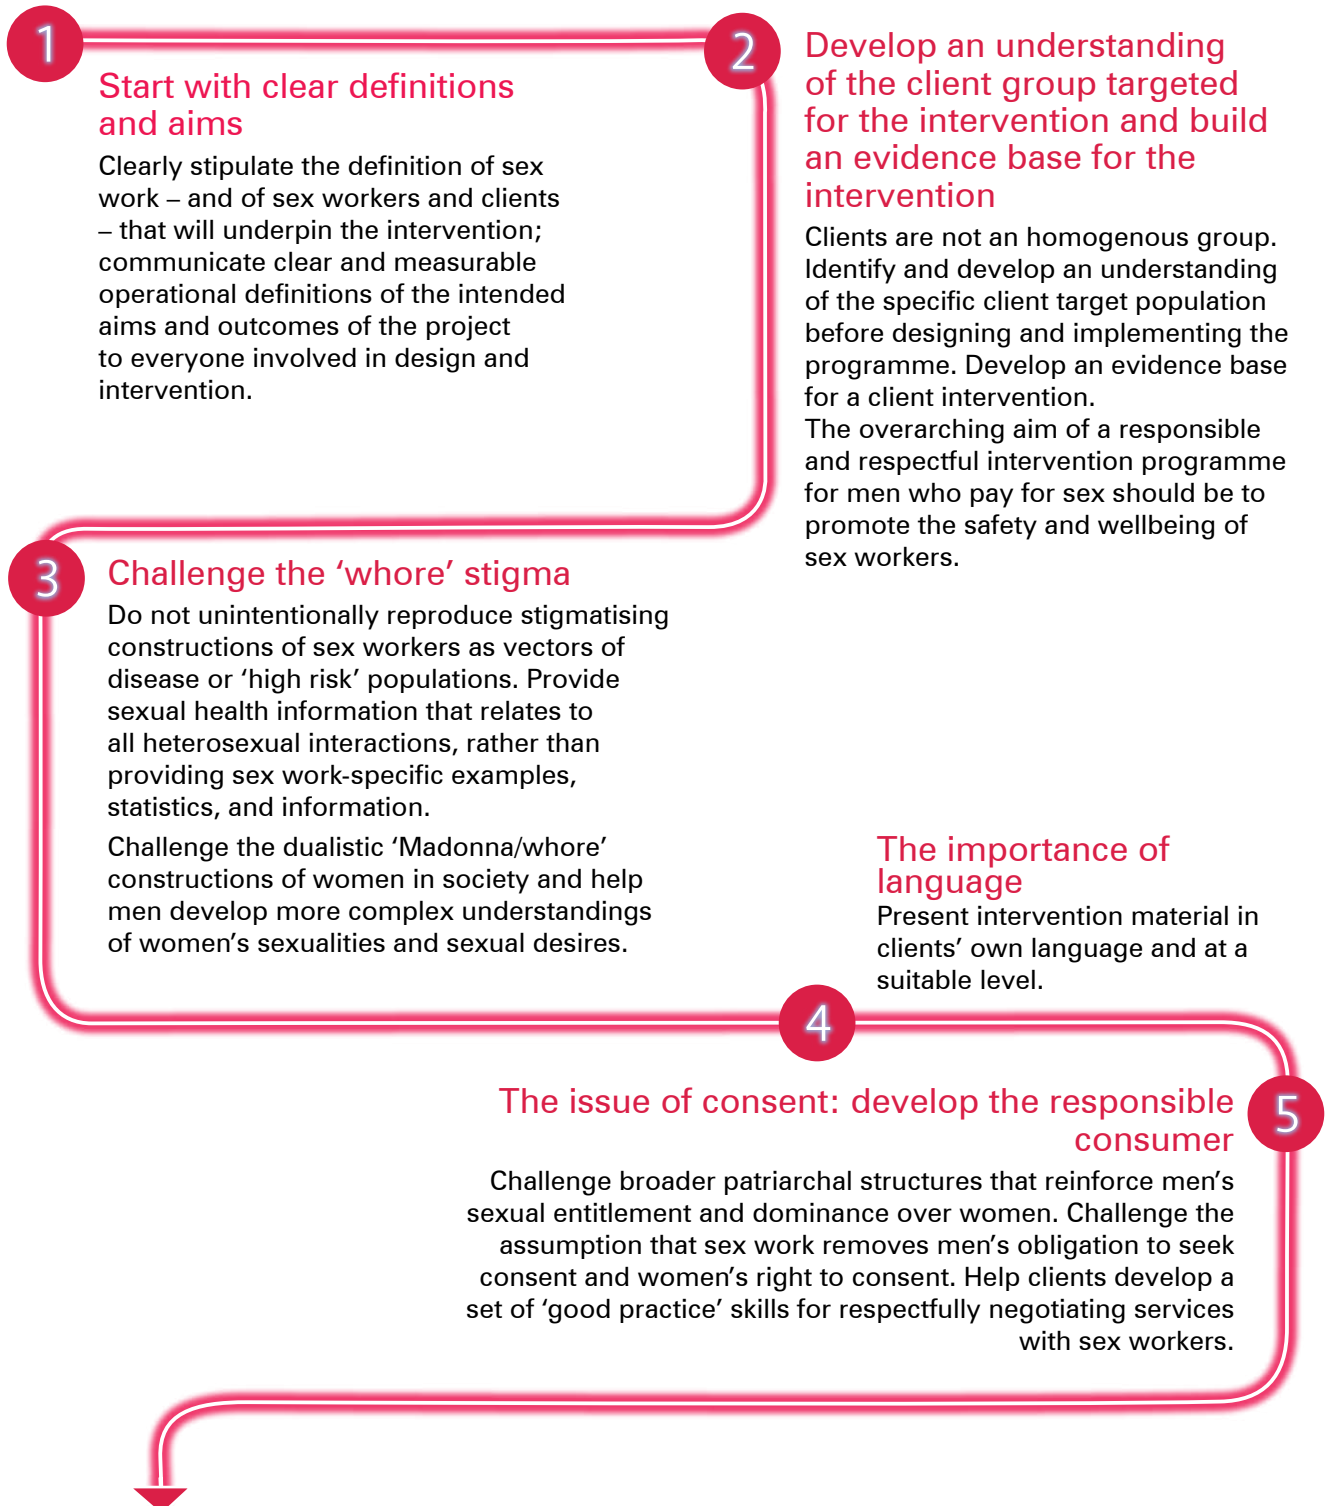 1
Start with clear definitions
and aims
Clearly stipulate the definition of sex
work – and of sex workers and clients
– that will underpin the intervention;
communicate clear and measurable
operational definitions of the intended
aims and outcomes of the project
to everyone involved in design and
intervention.
2
Develop an understanding
of the client group targeted
for the intervention and build
an evidence base for the
intervention
Clients are not an homogenous group.
Identify and develop an understanding
of the specific client target population
before designing and implementing the
programme. Develop an evidence base
for a client intervention.
The overarching aim of a responsible
and respectful intervention programme
for men who pay for sex should be to
promote the safety and wellbeing of
sex workers.
3
Challenge the ‘whore’ stigma
Do not unintentionally reproduce stigmatising
constructions of sex workers as vectors of
disease or ‘high risk’ populations. Provide
sexual health information that relates to
all heterosexual interactions, rather than
providing sex work-specific examples,
statistics, and information.
Challenge the dualistic ‘Madonna/whore’
constructions of women in society and help
men develop more complex understandings
of women’s sexualities and sexual desires.
4
The importance of
language
Present intervention material in
clients’ own language and at a
suitable level.
5
The issue of consent: develop the responsible
consumer
Challenge broader patriarchal structures that reinforce men’s
sexual entitlement and dominance over women. Challenge the
assumption that sex work removes men’s obligation to seek
consent and women’s right to consent. Help clients develop a
set of ‘good practice’ skills for respectfully negotiating services
with sex workers.